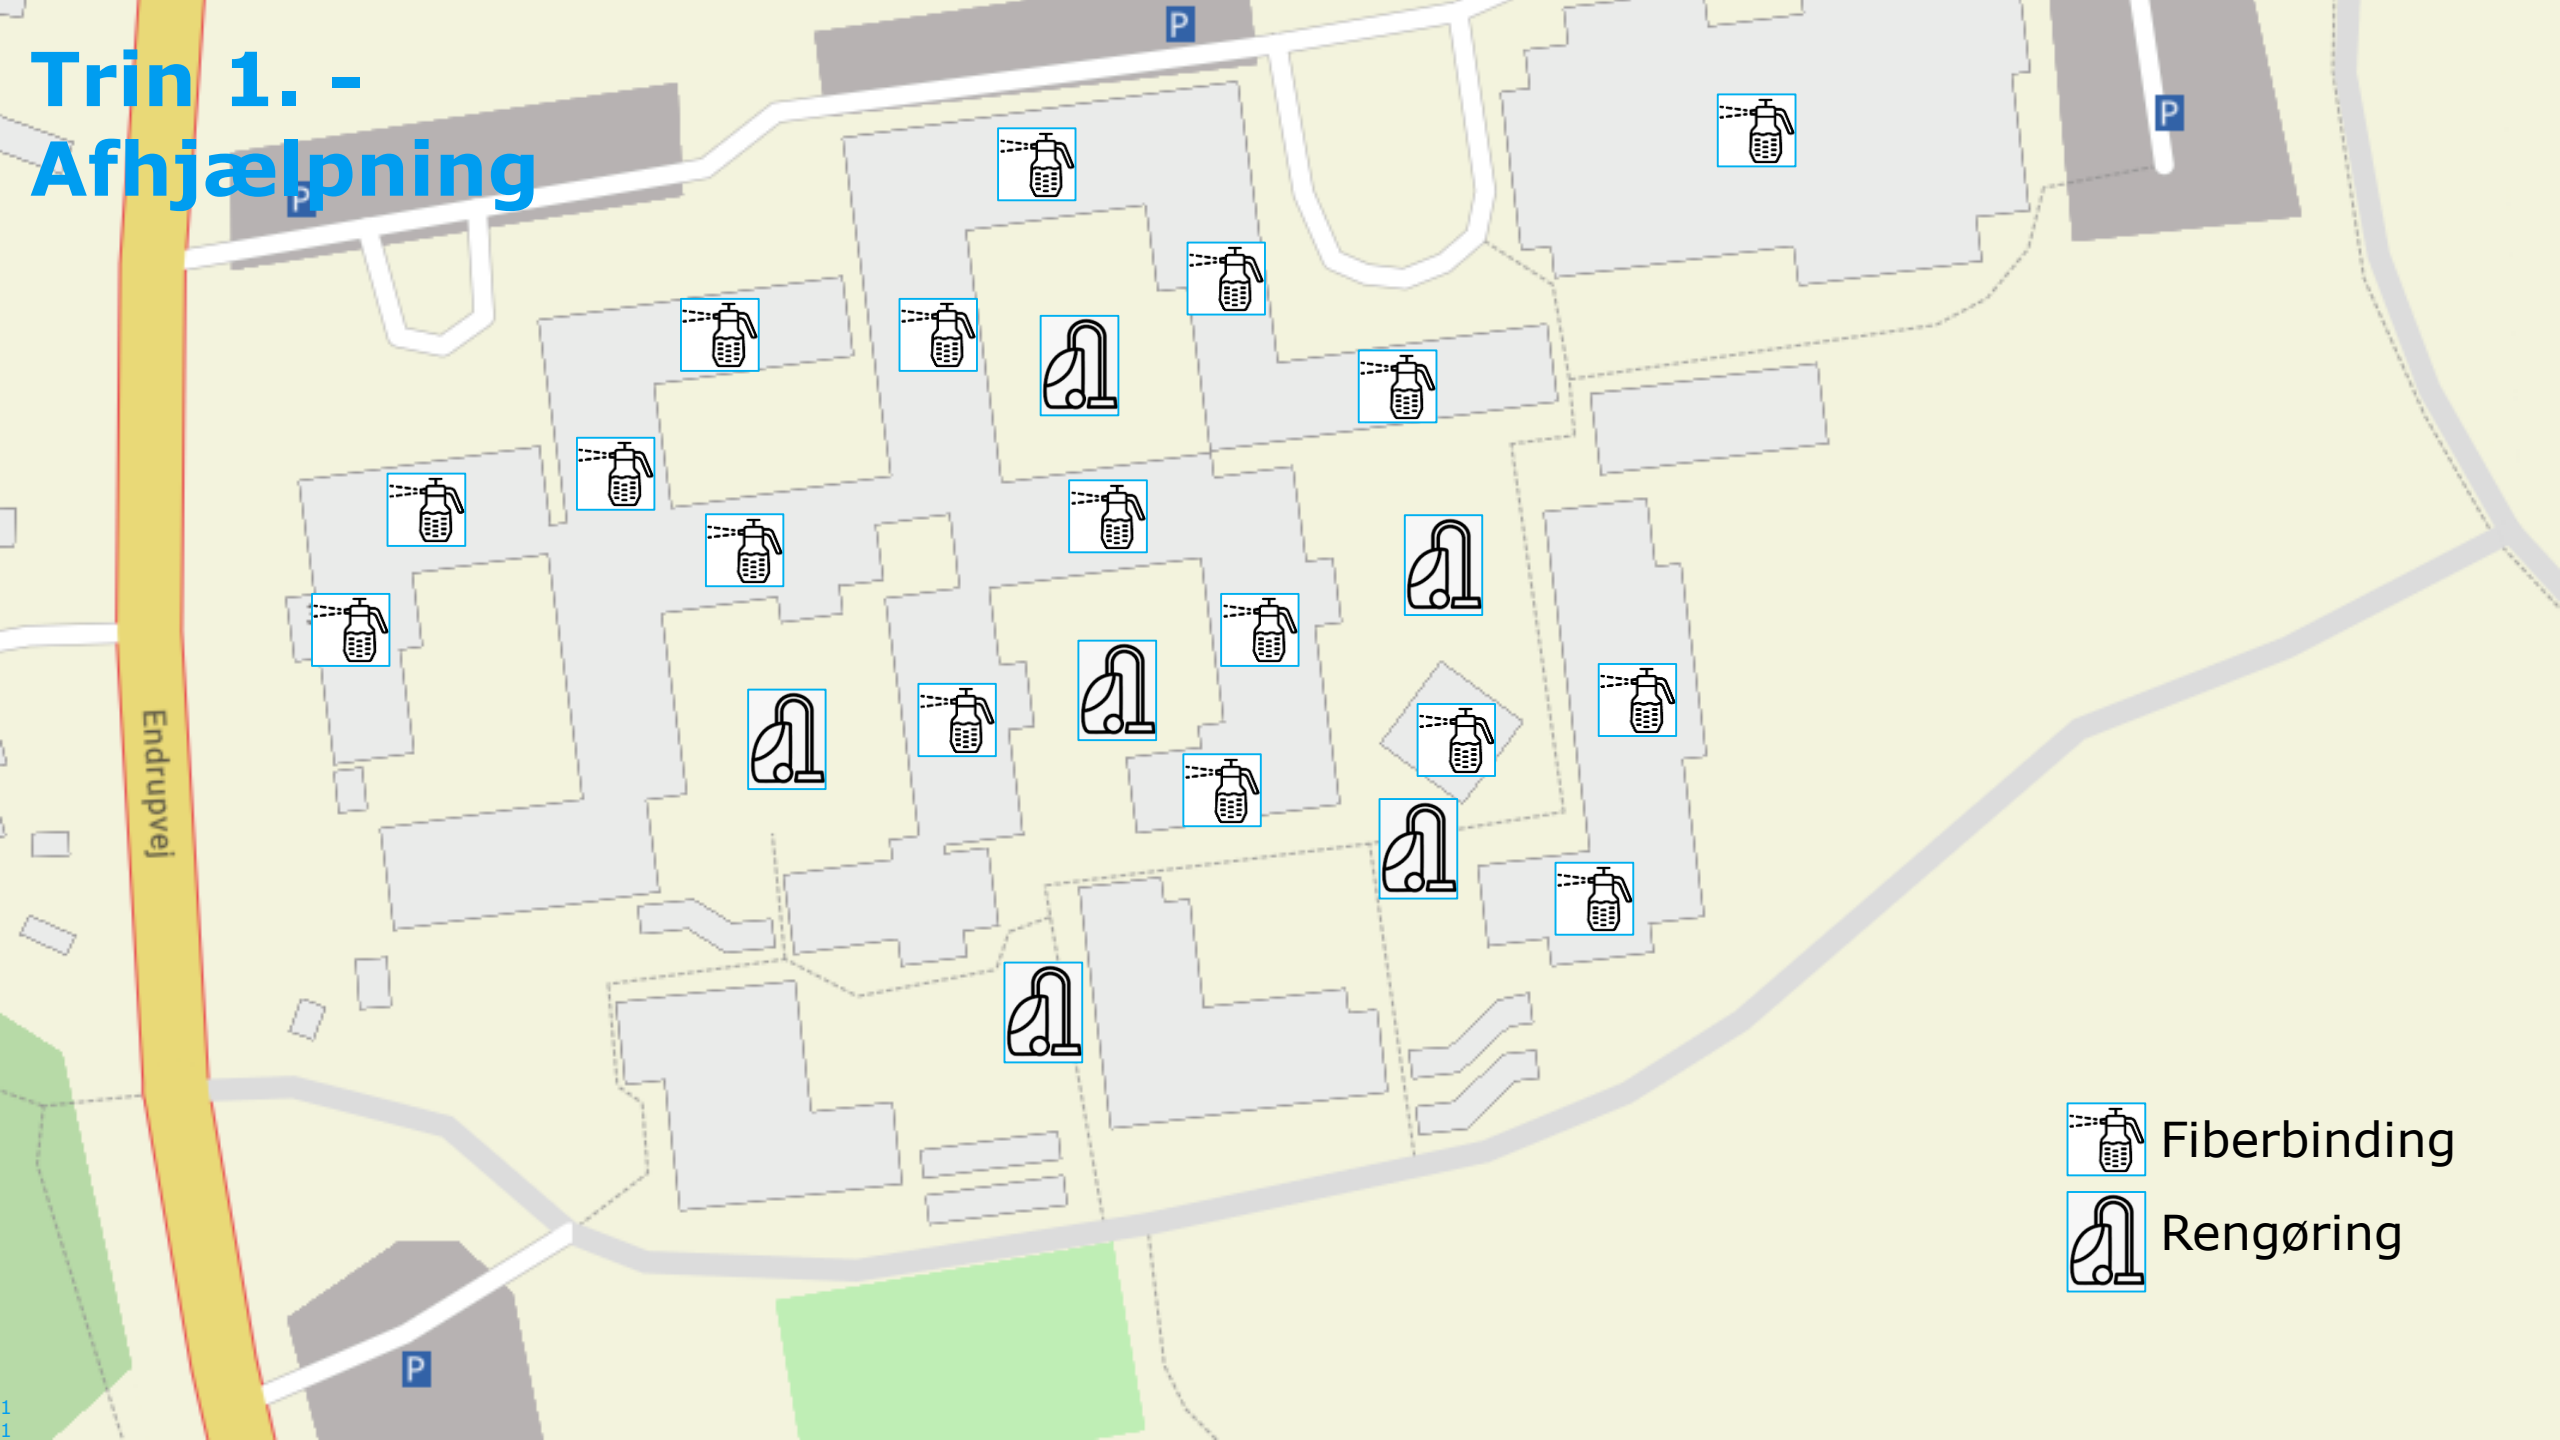 P
Trin 1. -
Afhjælpning
P
P
Endrupvej
Fiberbinding
Rengøring
P
1
1